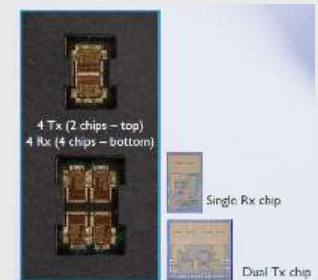 4 Tx (2 chips – top)
4 Rx (4 chips – bottom)
Single Rx chip
Dual Tx chip